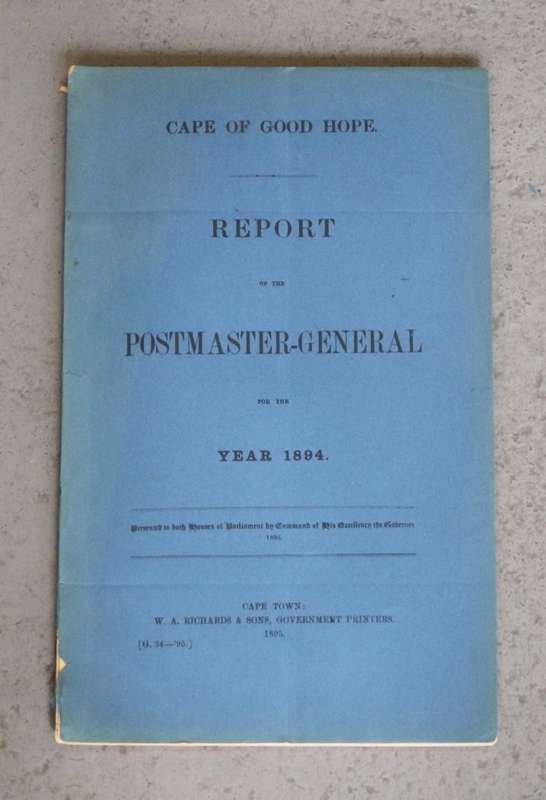 CAPE OF GOOD HOPE.
REPORT
OF THE
POSTMASTER-GENERAL
FOR THE
YEAR 1894.
Presented to both Houses of Parliament by Command of His Excellency the Governor
1895.
CAPE TOWN:
W. A. RICHARDS & SONS, GOVERNMENT PRINTERS.
1895.
[G. 34—'95.]